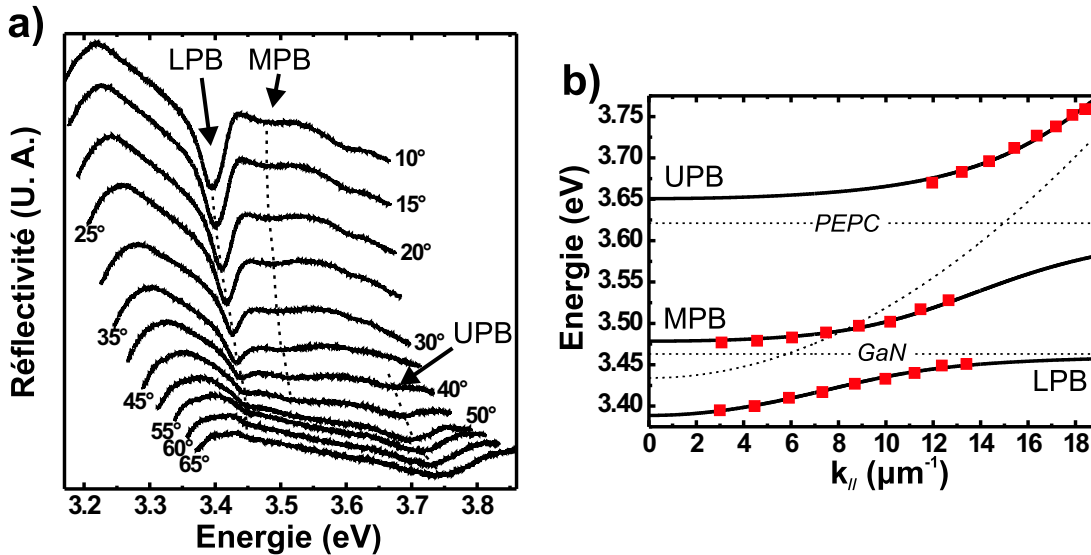 a)
LPB MPB
10°
15°
20°
25°
30°
35°
UPB
40°
45°
50°
55°
60°
65°
Réflectivité (U. A.)
3.2 3.3 3.4 3.5 3.6 3.7 3.8
Energie (eV)
b)
3.75
3.70
3.65
3.60
3.55
3.50
3.45
3.40
Energie (eV)
UPB
PEPC
MPB
GaN
LPB
0 2 4 6 8 10 12 14 16 18
k// (µm-1)